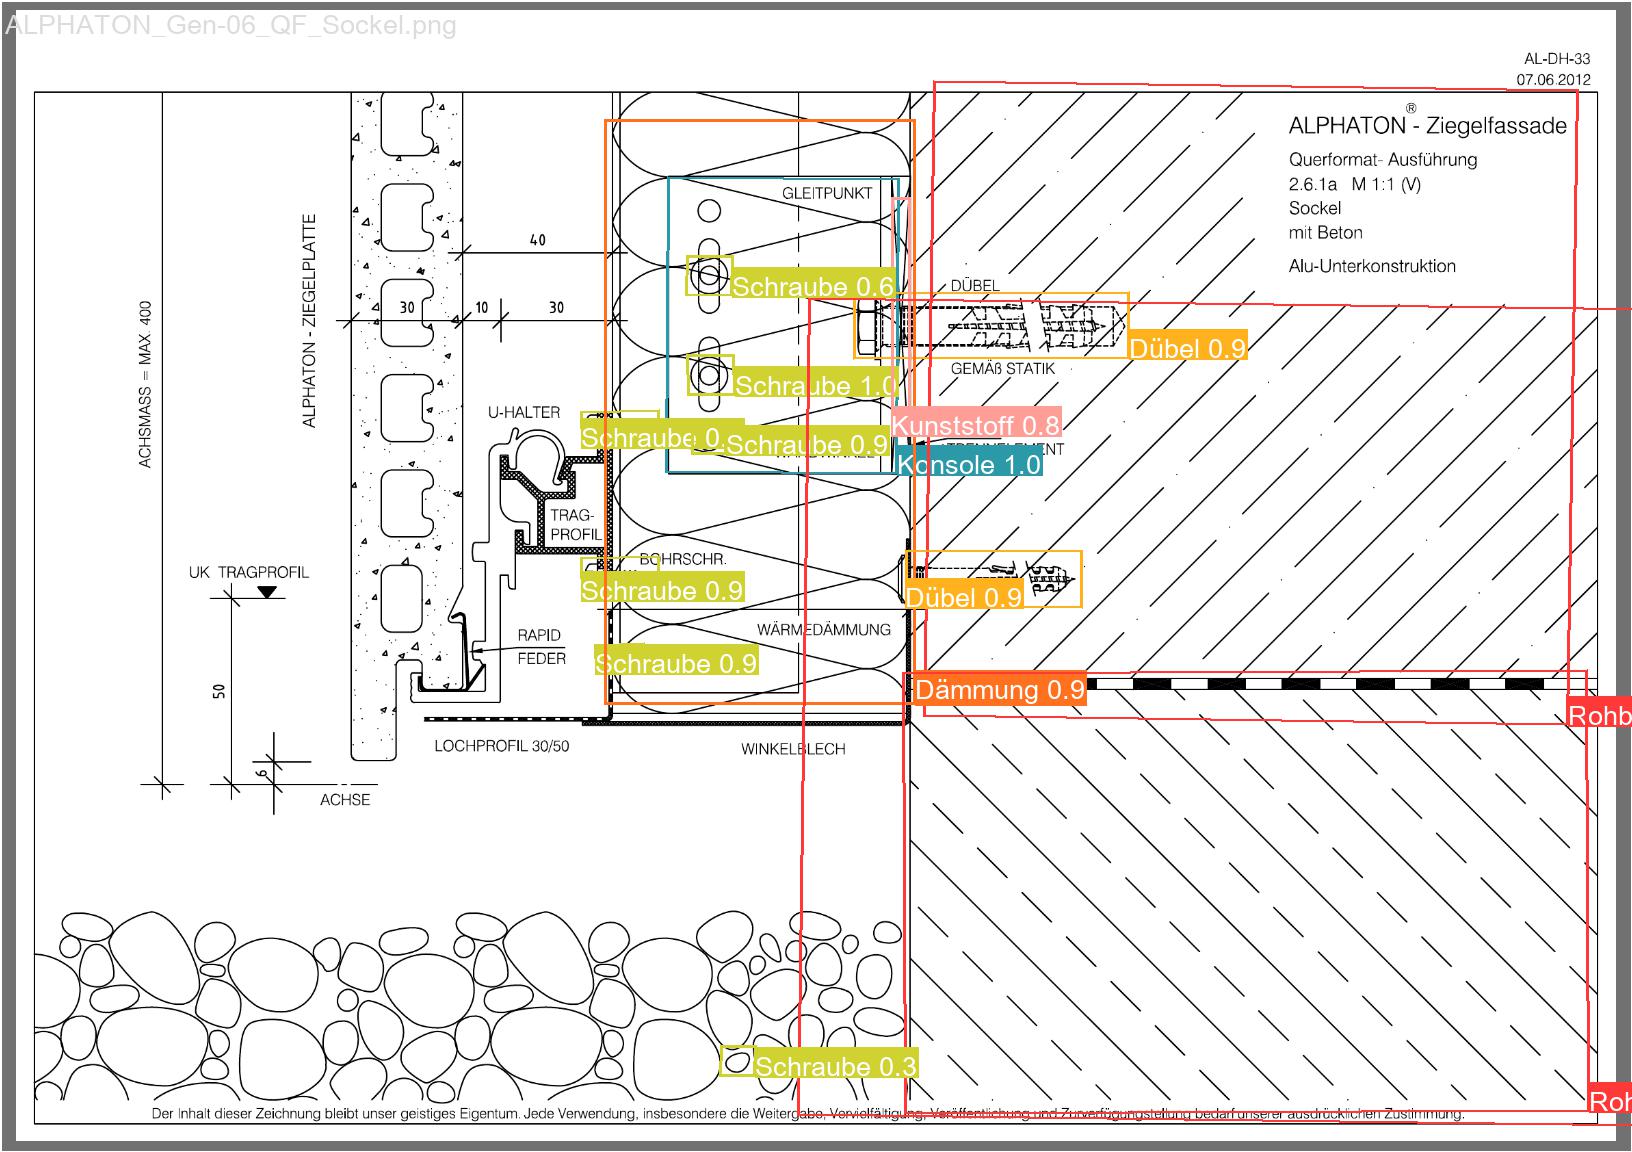 ALPHATON_Gen-06_QF_Sockel.png
AL-DH-33
07.06.2012
ALPHATON® - Ziegelfassade
Querformat- Ausführung
2.6.1a M 1:1 (V)
Sockel
mit Beton
Alu-Unterkonstruktion
GLEITPUNKT
ALPHATON - ZIEGELPLATTE
ACHSMASS = MAX. 400
40
30
10
30
Schraube 0.6
DÜBEL
Dübel 0.9
GEMÄß STATIK
Schraube 1.0
U-HALTER
Schraube 0.
Schraube 0.9
Kunststoff 0.8
Konsole 1.0
TRAG-
PROFIL
BOHRSCHR.
UK TRAGPROFIL
Schraube 0.9
Dübel 0.9
WÄRMEDÄMMUNG
RAPID
FEDER
Schraube 0.9
50
Dämmung 0.9
Rohb
LOCHPROFIL 30/50
WINKELBLECH
6
ACHSE
Schraube 0.3
Roh
Der Inhalt dieser Zeichnung bleibt unser geistiges Eigentum. Jede Verwendung, insbesondere die Weitergabe, Vervielfältigung, Veröffentlichung und Zurverfügungstellung bedarf unserer ausdrücklichen Zustimmung.